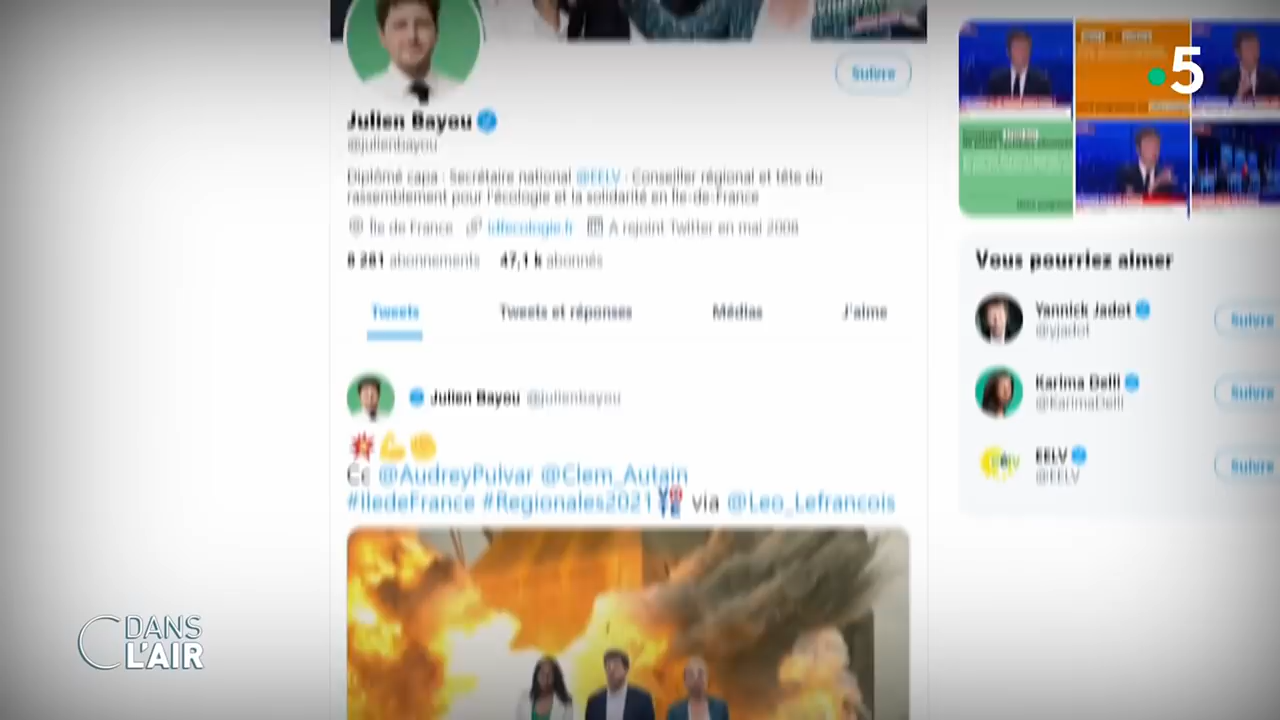 5
Suivre
Julien Bayou
@julienbayou
Diplômé capa · Secrétaire national @EELV · Conseiller régional et tête du
rassemblement pour l'écologie et la solidarité en Île-de-France
Île de France idfecologie.fr A rejoint Twitter en mai 2008
8 281 abonnements 47,1 k abonnés
Tweets Tweets et réponses Médias J'aime
Julien Bayou @julienbayou
Cc @AudreyPulvar @Clem_Autain
#IledeFrance #Regionales2021 via @Leo_Lefrancois
Vous pourriez aimer
Yannick Jadot
@yjadot
Suivre
Karima Delli
@KarimaDelli
Suivre
EELV
@EELV
Suivre
C DANS
L'AIR